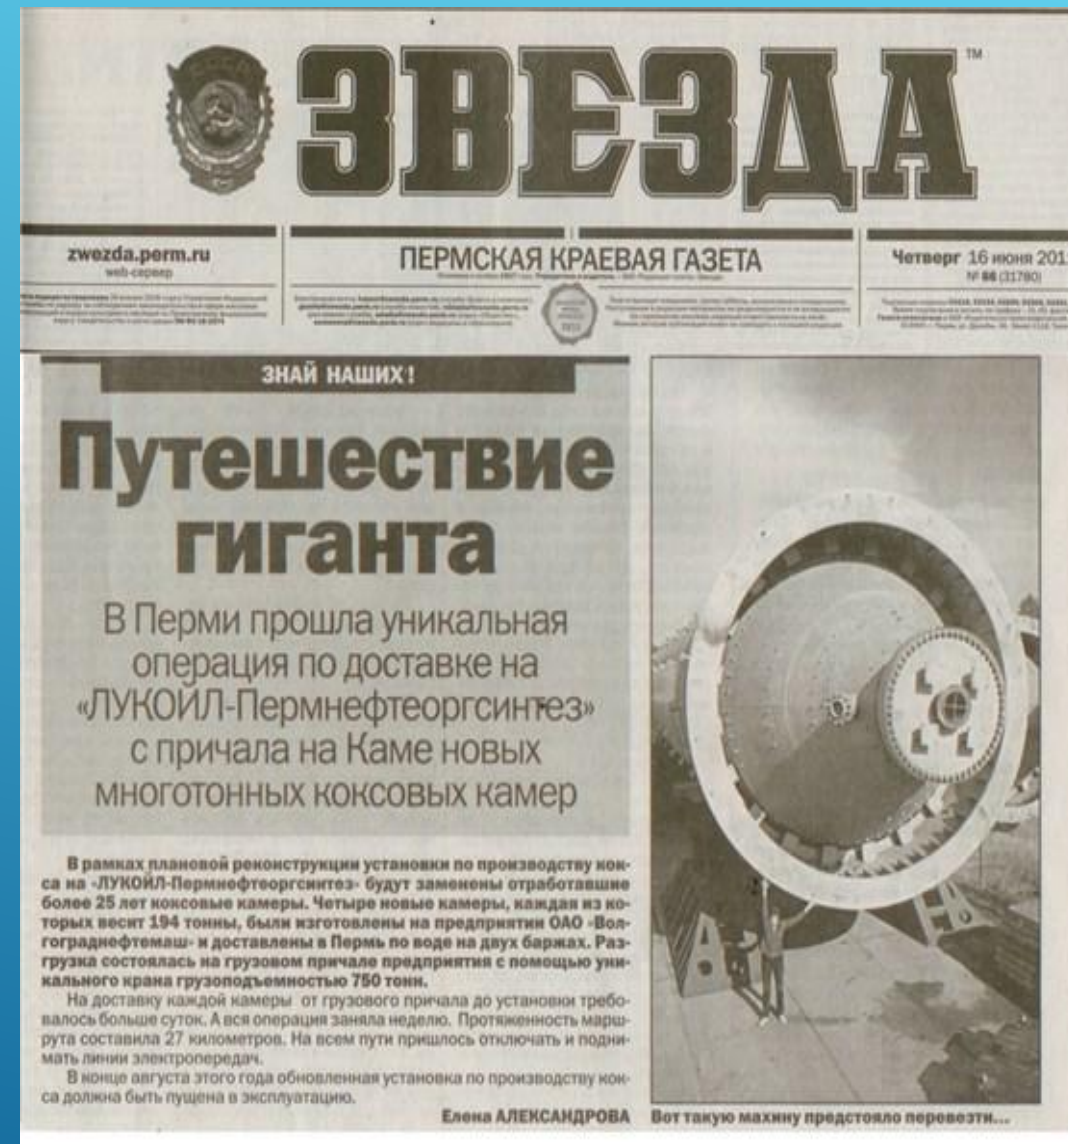 ЗВЕЗДА
TM
zwezda.perm.ru
web-сервер
ПЕРМСКАЯ КРАЕВАЯ ГАЗЕТА
Четверг 16 июня 201
№ 66 (31780)
ЗНАЙ НАШИХ!
Путешествие
гиганта
В Перми прошла уникальная
операция по доставке на
«ЛУКОЙЛ-Пермнефтеоргсинтез»
с причала на Каме новых
многотонных коксовых камер
В рамках плановой реконструкции установки по производству кок-
са на «ЛУКОЙЛ-Пермнефтеоргсинтез» будут заменены отработавшие
более 25 лет коксовые камеры. Четыре новые камеры, каждая из ко-
торых весит 194 тонны, были изготовлены на предприятии ОАО «Вол-
гограднефтемаш» и доставлены в Пермь по воде на двух баржах. Раз-
грузка состоялась на грузовом причале предприятия с помощью уни-
кального крана грузоподъемностью 750 тонн.
На доставку каждой камеры от грузового причала до установки требо-
валось больше суток. А вся операция заняла неделю. Протяженность марш-
рута составила 27 километров. На всем пути пришлось отключать и подни-
мать линии электропередач.
В конце августа этого года обновленная установка по производству кок-
са должна быть пущена в эксплуатацию.
Елена АЛЕКСАНДРОВА
Вот такую махину предстояло перевезти...